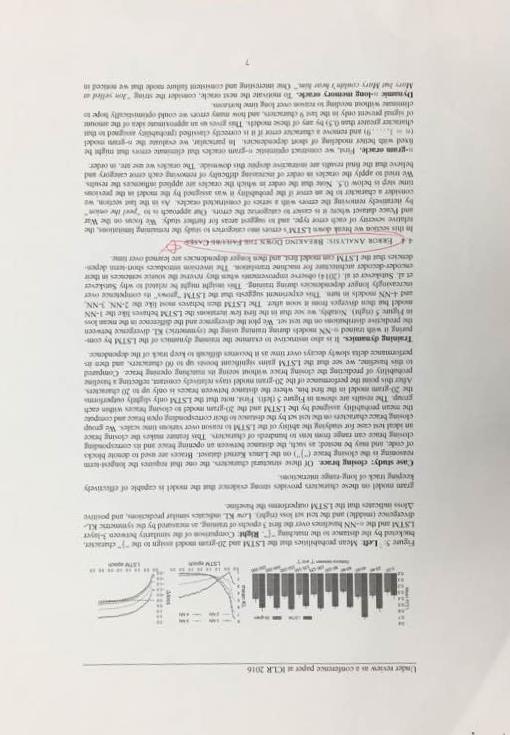 Under review as a conference paper at ICLR 2016
Figure 5: Left: Mean probabilities that the LSTM and 20-gram model assign to the "}" character,
bucketed by the distance to the matching "{". Right: Comparison of the similarity between 3-layer
LSTM and the n-NN baselines over the first 3 epochs of training, as measured by the symmetric KL-
divergence (middle) and the test set loss (right). Low KL indicates similar predictions, and positive
Δloss indicates that the LSTM outperforms the baseline.
gram model on these characters provides strong evidence that the model is capable of effectively
keeping track of long-range interactions.
Case study: closing brace. Of these structural characters, the one that requires the longest-term
reasoning is the closing brace ("}") on the Linux Kernel dataset. Braces are used to denote blocks
of code, and may be nested; as such, the distance between an opening brace and its corresponding
closing brace can range from tens to hundreds of characters. This feature makes the closing brace
an ideal test case for studying the ability of the LSTM to reason over various time scales. We group
closing brace characters on the test set by the distance to their corresponding open brace and compute
the mean probability assigned by the LSTM and the 20-gram model to closing braces within each
group. The results are shown in Figure 5 (left). First, note that the LSTM only slightly outperforms
the 20-gram model in the first bin, where the distance between braces is only up to 20 characters.
After this point the performance of the 20-gram model stays relatively constant, reflecting a baseline
probability of predicting the closing brace without seeing its matching opening brace. Compared
to this baseline, we see that the LSTM gains significant boosts up to 60 characters, and then its
performance delta slowly decays over time as it becomes difficult to keep track of the dependence.
Training dynamics. It is also instructive to examine the training dynamics of the LSTM by com-
paring it with trained n-NN models during training using the (symmetric) KL divergence between
the predictive distributions on the test set. We plot the divergence and the difference in the mean loss
in Figure 5 (right). Notably, we see that in the first few iterations the LSTM behaves like the 1-NN
model but then diverges from it soon after. The LSTM then behaves most like the 2-NN, 3-NN,
and 4-NN models in turn. This experiment suggests that the LSTM "grows" its competence over
increasingly longer dependencies during training. This insight might be related to why Sutskever
et al. Sutskever et al. (2014) observe improvements when they reverse the source sentences in their
encoder-decoder architecture for machine translation. The inversion introduces short-term depen-
dencies that the LSTM can model first, and then longer dependencies are learned over time.
4.4 ERROR ANALYSIS: BREAKING DOWN THE FAILURE CASES
In this section we break down LSTM's errors into categories to study the remaining limitations, the
relative severity of each error type, and to suggest areas for further study. We focus on the War
and Peace dataset where it is easier to categorize the errors. Our approach is to "peel the onion"
by iteratively removing the errors with a series of constructed oracles. As in the last section, we
consider a character to be an error if the probability it was assigned by the model in the previous
time step is below 0.5. Note that the order in which the oracles are applied influences the results.
We tried to apply the oracles in order of increasing difficulty of removing each error category and
believe that the final results are instructive despite this downside. The oracles we use are, in order:
n-gram oracle. First, we construct optimistic n-gram oracles that eliminate errors that might be
fixed with better modeling of short dependencies. In particular, we evaluate the n-gram model
(n = 1, . . . , 9) and remove a character error if it is correctly classified (probability assigned to that
character greater than 0.5) by any of these models. This gives us an approximate idea of the amount
of signal present only in the last 9 characters, and how many errors we could optimistically hope to
eliminate without needing to reason over long time horizons.
Dynamic n-long memory oracle. To motivate the next oracle, consider the string "Jon yelled at
Mary but Mary couldn't hear him." One interesting and consistent failure mode that we noticed in
7